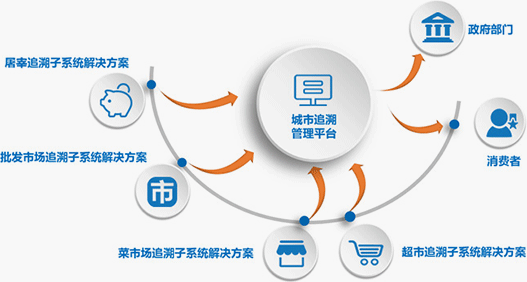 政府部门
屠宰追溯子系统解决方案
城市追溯
管理平台
消费者
批发市场追溯子系统解决方案
市
菜市场追溯子系统解决方案
超市追溯子系统解决方案